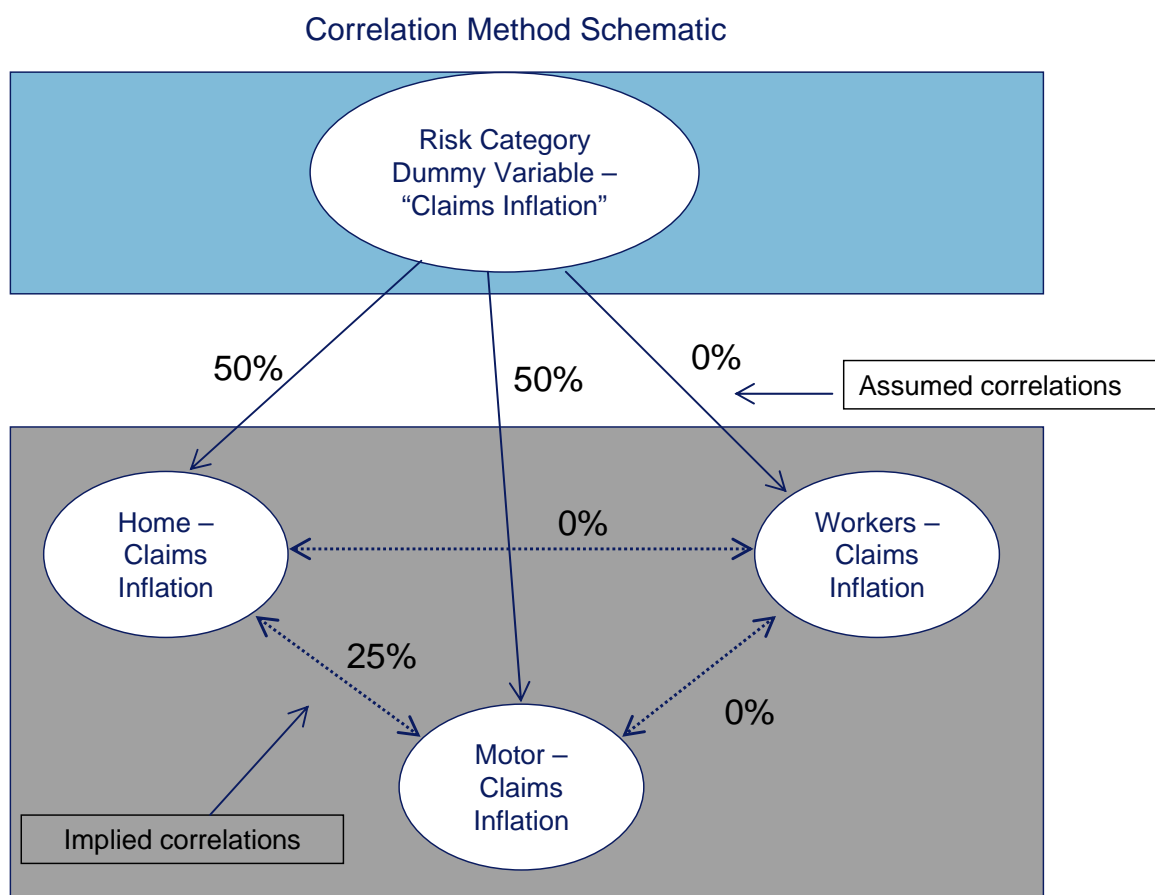 Correlation Method Schematic
Risk Category
Dummy Variable –
“Claims Inflation”
50%
50%
0%
Assumed correlations
Home –
Claims
Inflation
0%
Workers –
Claims
Inflation
25%
0%
Motor –
Claims
Inflation
Implied correlations